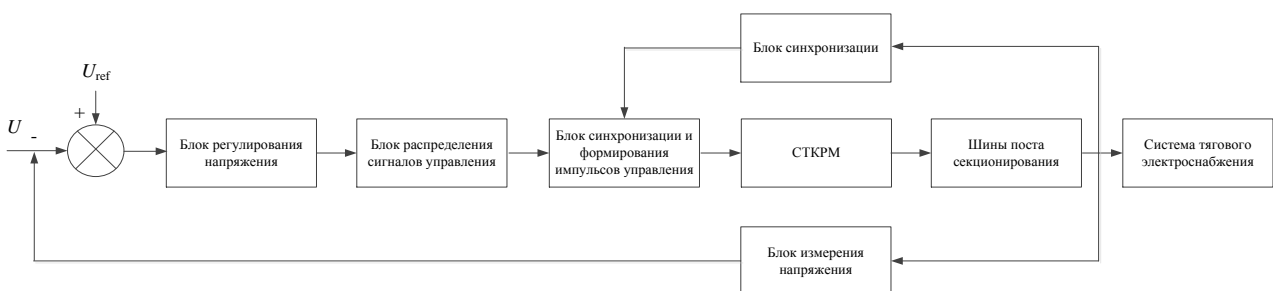 Блок синхронизации
U_ref
+
U
-
Блок регулирования
напряжения
Блок распределения
сигналов управления
Блок синхронизации и
формирования
импульсов управления
СТКРМ
Шины поста
секционирования
Система тягового
электроснабжения
Блок измерения
напряжения